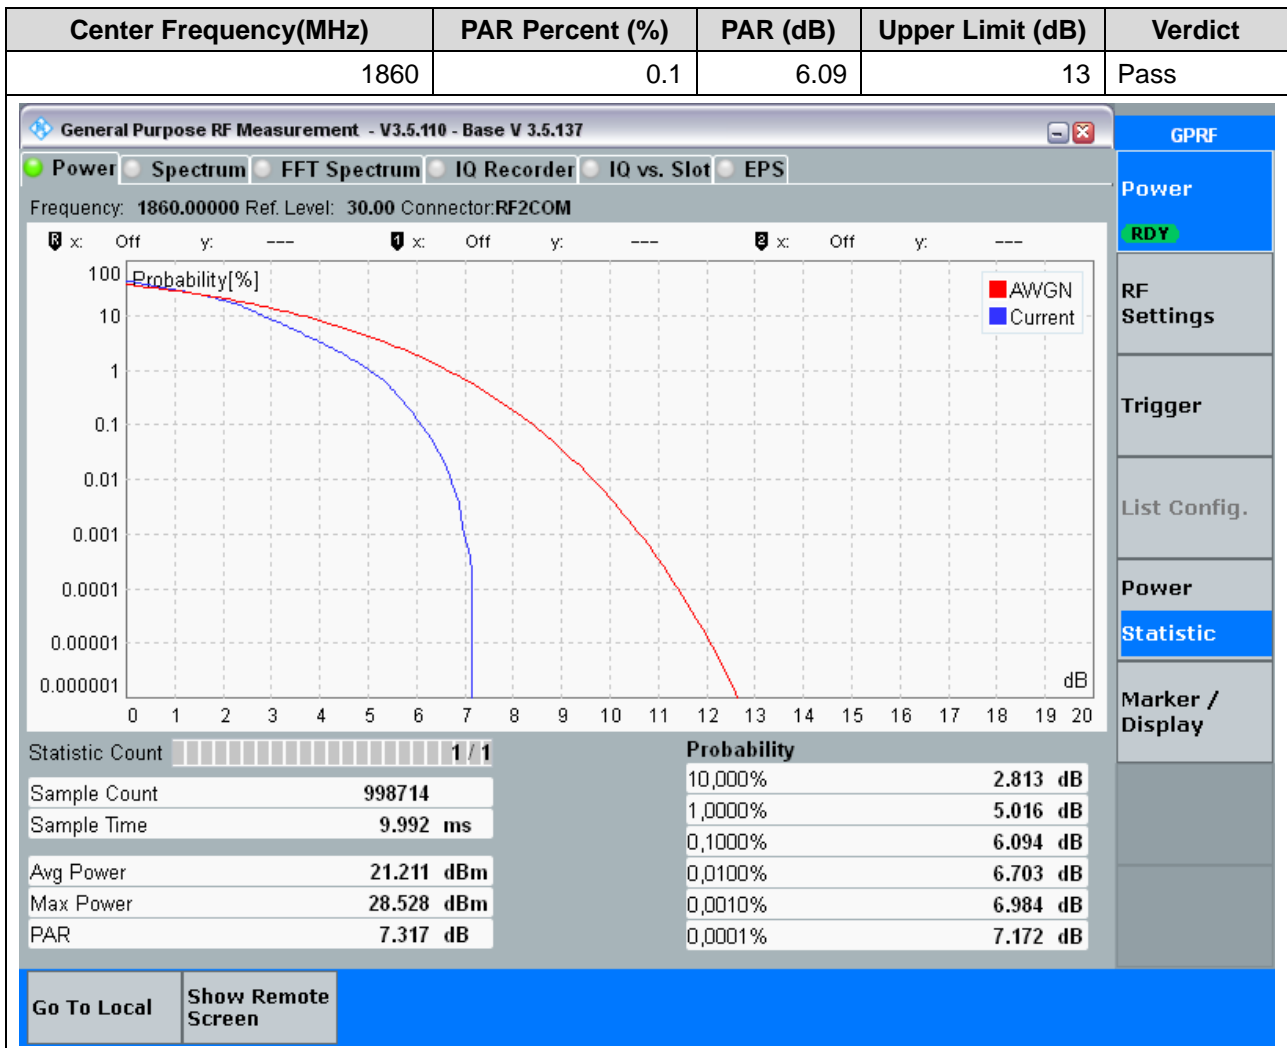 Center Frequency(MHz) PAR Percent (%) PAR (dB) Upper Limit (dB) Verdict
1860 0.1 6.09 13 Pass
General Purpose RF Measurement - V3.5.110 - Base V 3.5.137
GPRF
Power Spectrum FFT Spectrum IQ Recorder IQ vs. Slot EPS
Frequency: 1860.00000 Ref. Level: 30.00 Connector:RF2COM
R x: Off y: --- 1 x: Off y: --- 2 x: Off y: ---
Probability[%]
AWGN
Current
100
10
1
0.1
0.01
0.001
0.0001
0.00001
0.000001
dB
0 1 2 3 4 5 6 7 8 9 10 11 12 13 14 15 16 17 18 19 20
Statistic Count 1 / 1
Sample Count 998714
Sample Time 9.992 ms
Avg Power 21.211 dBm
Max Power 28.528 dBm
PAR 7.317 dB
Probability
10,000% 2.813 dB
1,0000% 5.016 dB
0,1000% 6.094 dB
0,0100% 6.703 dB
0,0010% 6.984 dB
0,0001% 7.172 dB
Power
RDY
RF
Settings
Trigger
List Config.
Power
Statistic
Marker /
Display
Go To Local
Show Remote
Screen